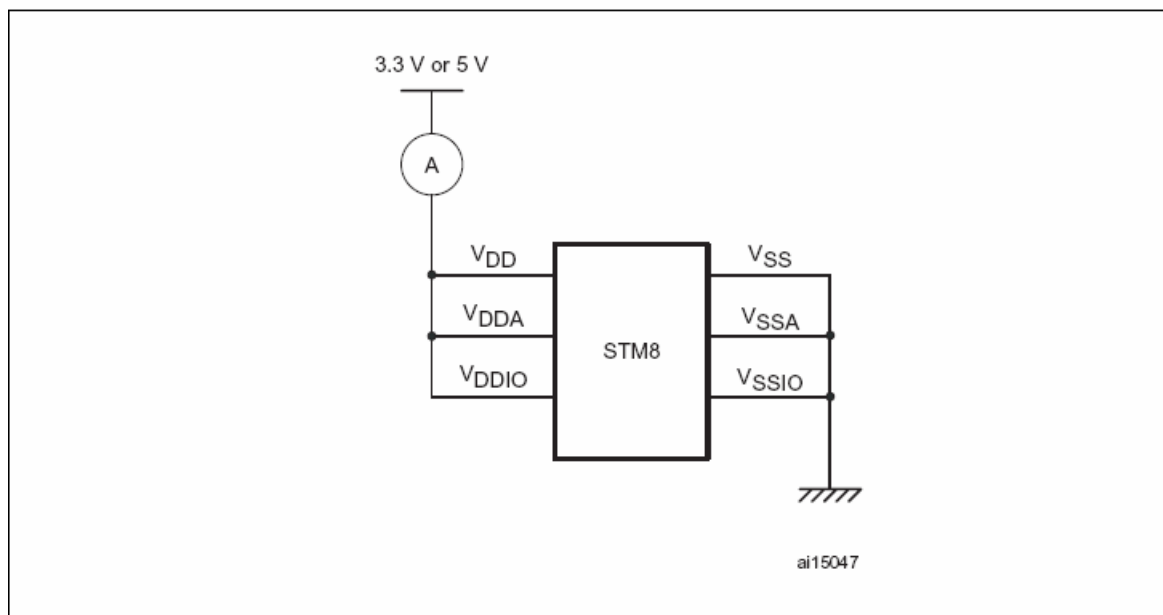 3.3 V or 5 V
A
VDD
VSS
VDDA
VSSA
STM8
VDDIO
VSSIO
ai15047